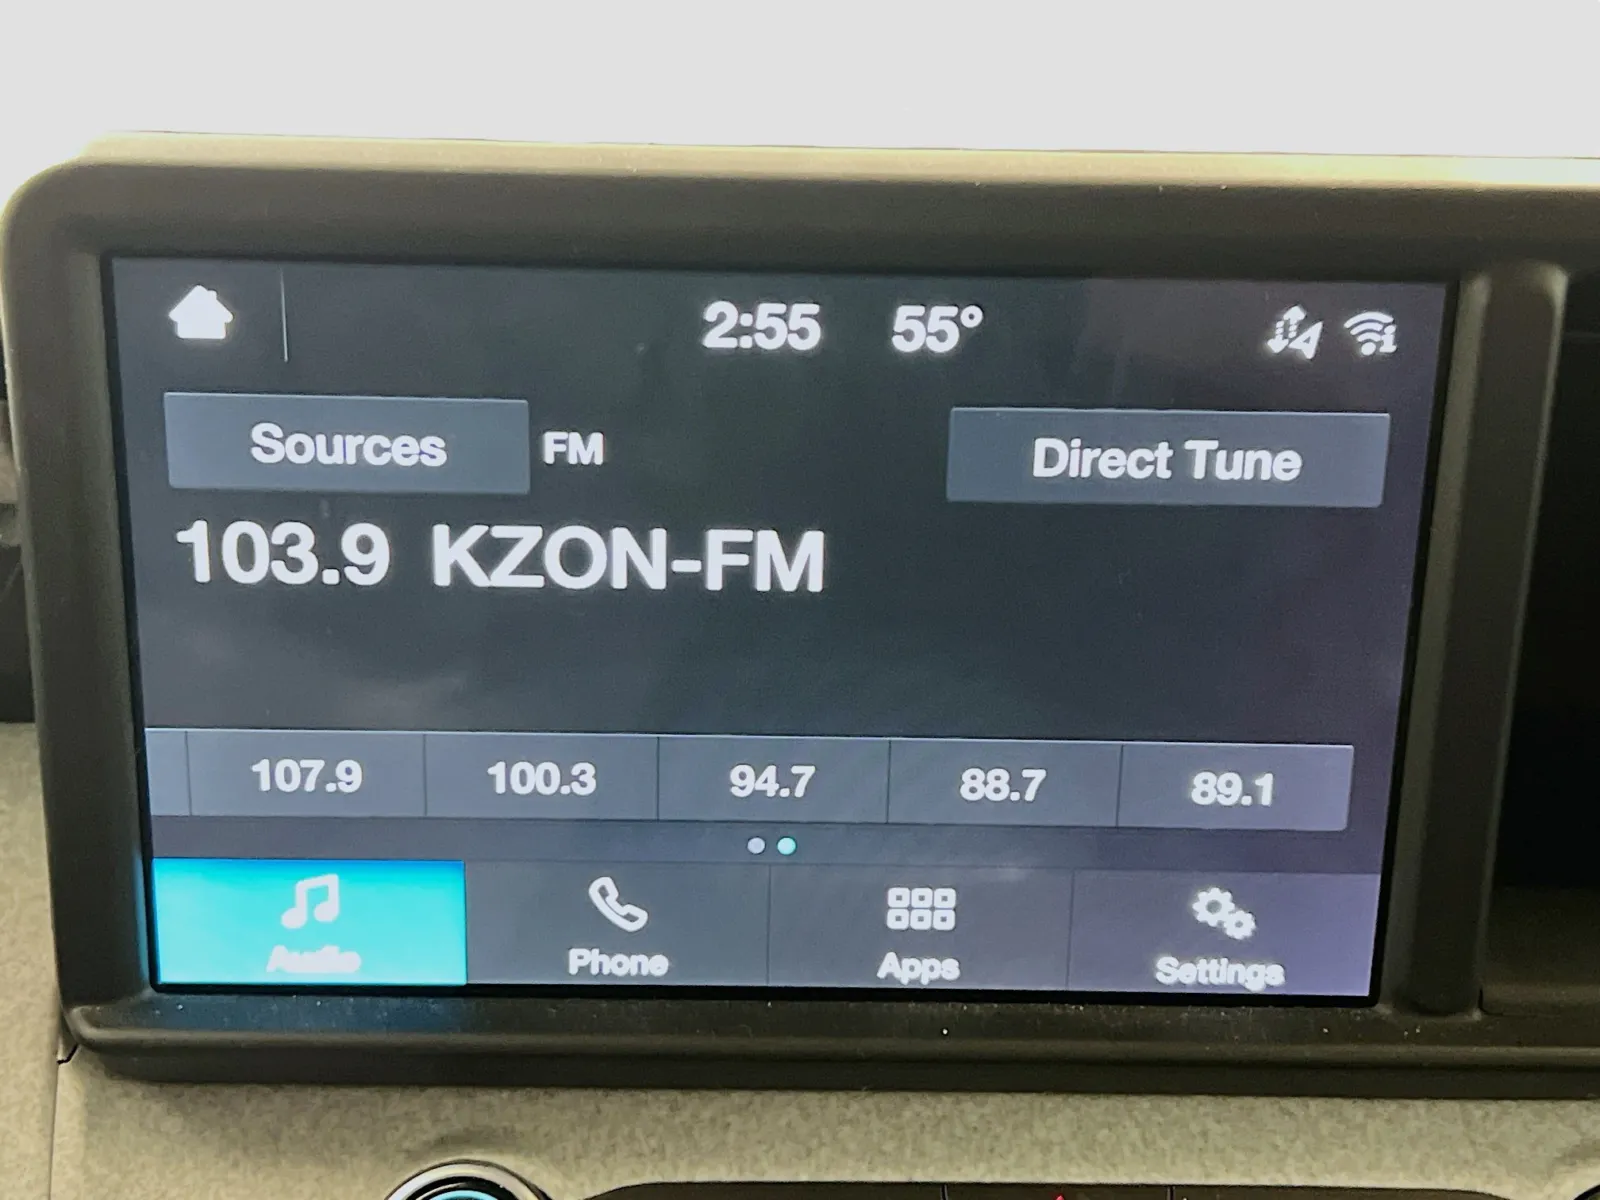 2:55 55°
Sources FM Direct Tune
103.9 KZON-FM
107.9 100.3 94.7 88.7 89.1
Audio Phone Apps Settings